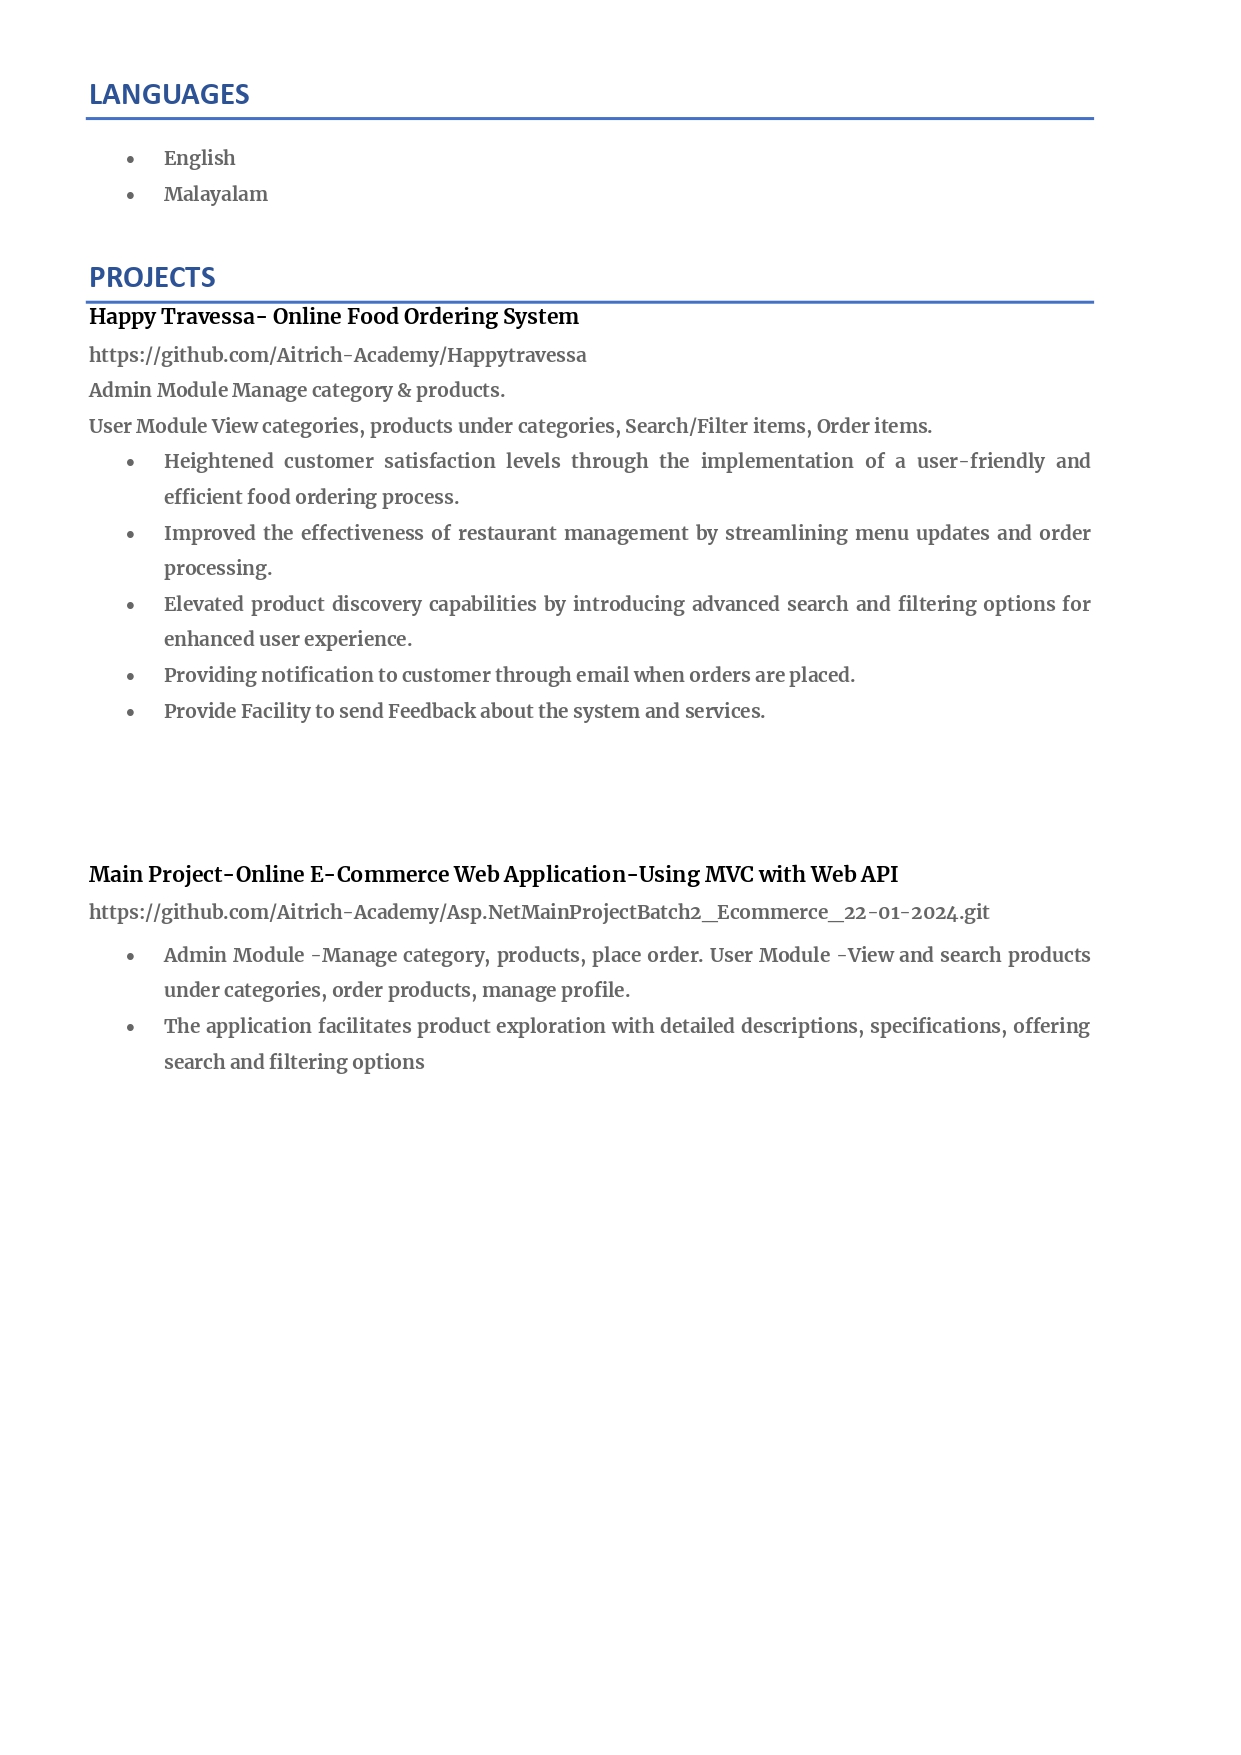 LANGUAGES
• English
• Malayalam
PROJECTS
Happy Travessa- Online Food Ordering System
https://github.com/Aitrich-Academy/Happytravessa
Admin Module Manage category & products.
User Module View categories, products under categories, Search/Filter items, Order items.
• Heightened customer satisfaction levels through the implementation of a user-friendly and
efficient food ordering process.
• Improved the effectiveness of restaurant management by streamlining menu updates and order
processing.
• Elevated product discovery capabilities by introducing advanced search and filtering options for
enhanced user experience.
• Providing notification to customer through email when orders are placed.
• Provide Facility to send Feedback about the system and services.
Main Project-Online E-Commerce Web Application-Using MVC with Web API
https://github.com/Aitrich-Academy/Asp.NetMainProjectBatch2_Ecommerce_22-01-2024.git
• Admin Module -Manage category, products, place order. User Module -View and search products
under categories, order products, manage profile.
• The application facilitates product exploration with detailed descriptions, specifications, offering
search and filtering options